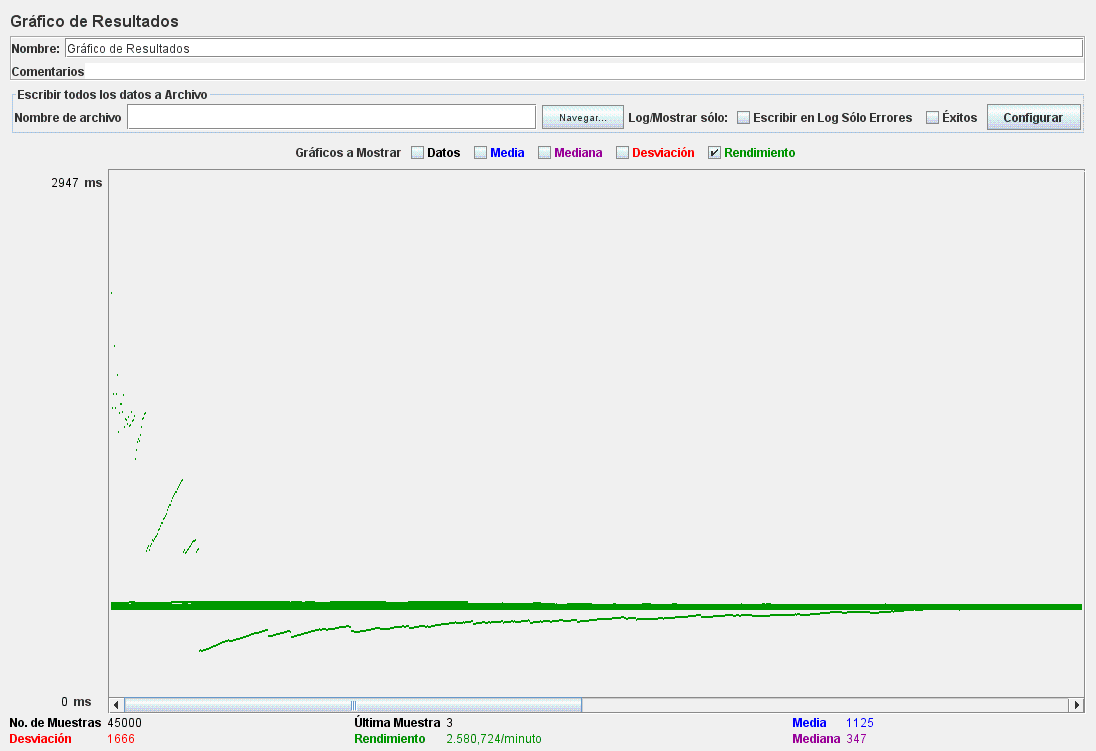 Gráfico de Resultados
Nombre: Gráfico de Resultados
Comentarios
Escribir todos los datos a Archivo
Nombre de archivo Navegar... Log/Mostrar sólo: Escribir en Log Sólo Errores Éxitos Configurar
Gráficos a Mostrar Datos Media Mediana Desviación Rendimiento
2947 ms
0 ms
No. de Muestras 45000 Última Muestra 3 Media 1125
Desviación 1666 Rendimiento 2.580,724/minuto Mediana 347